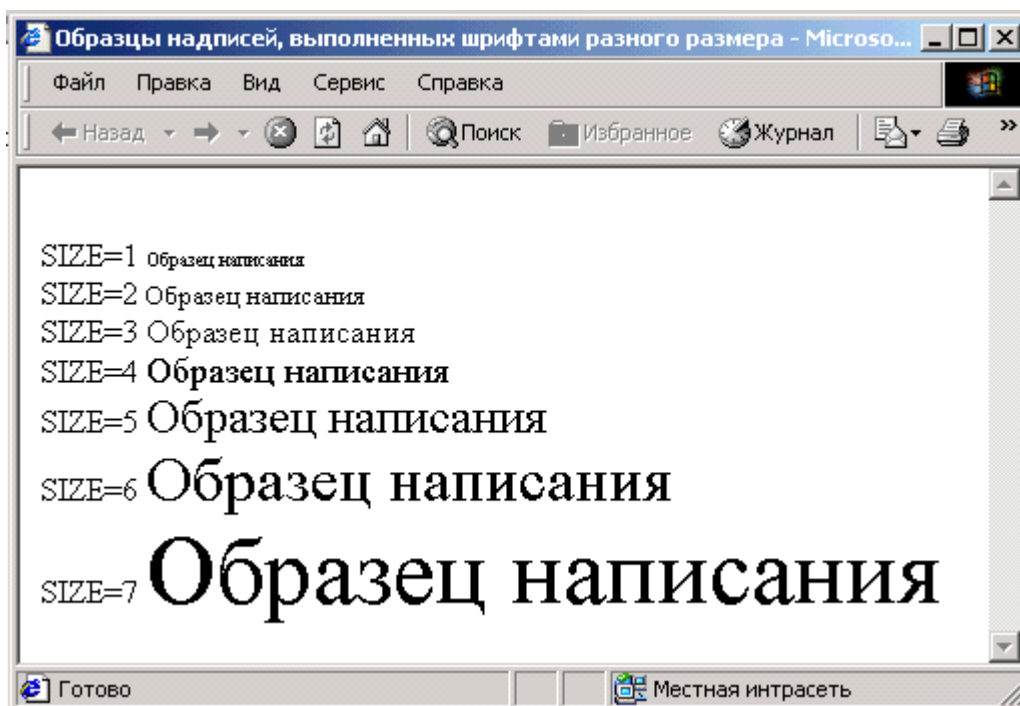 Образцы надписей, выполненных шрифтами разного размера - Microso...
Файл Правка Вид Сервис Справка
Назад Поиск Избранное Журнал »
SIZE=1 Образец написания
SIZE=2 Образец написания
SIZE=3 Образец написания
SIZE=4 Образец написания
SIZE=5 Образец написания
SIZE=6 Образец написания
SIZE=7 Образец написания
Готово Местная интрасеть